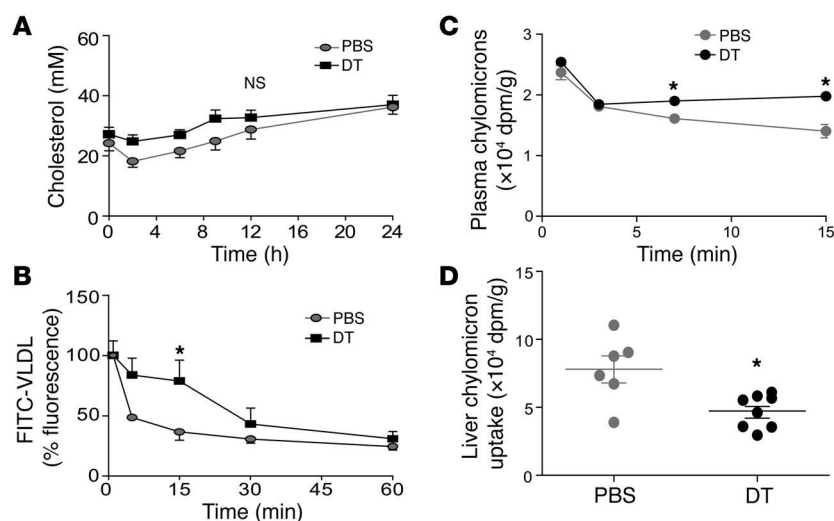 A
60
40
20
0
Cholesterol (mM)
PBS
DT
NS
0 4 8 12 16 20 24
Time (h)
B
150
100
50
0
FITC-VLDL
(% fluorescence)
PBS
DT
*
0 15 30 45 60
Time (min)
C
3
2
1
0
Plasma chylomicrons
(×10⁴ dpm/g)
PBS
DT
* *
0 5 10 15
Time (min)
D
15
10
5
0
Liver chylomicron
uptake (×10⁴ dpm/g)
*
PBS DT